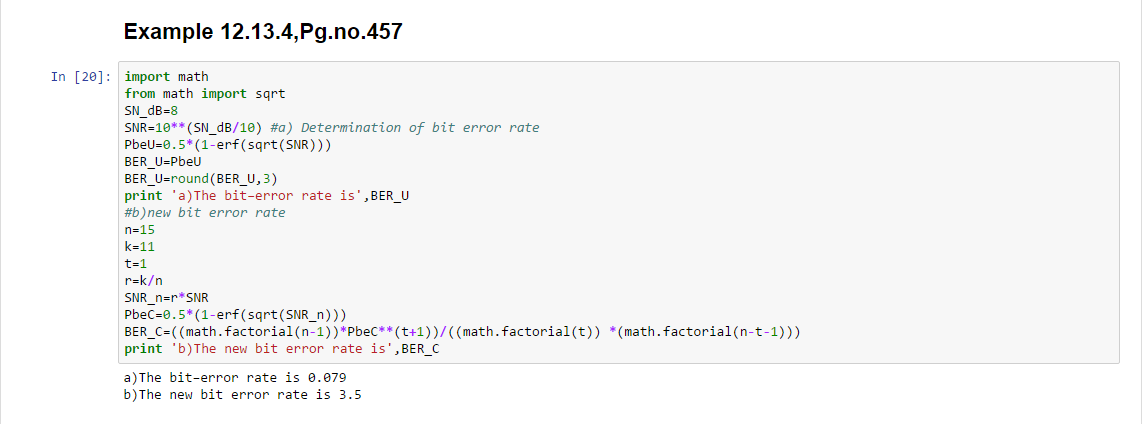 Example 12.13.4,Pg.no.457
In [20]: import math
from math import sqrt
SN_dB=8
SNR=10**(SN_dB/10) #a) Determination of bit error rate
PbeU=0.5*(1-erf(sqrt(SNR)))
BER_U=PbeU
BER_U=round(BER_U,3)
print 'a)The bit–error rate is',BER_U
#b)new bit error rate
n=15
k=11
t=1
r=k/n
SNR_n=r*SNR
PbeC=0.5*(1-erf(sqrt(SNR_n)))
BER_C=((math.factorial(n-1))*PbeC**(t+1))/((math.factorial(t)) *(math.factorial(n-t-1)))
print 'b)The new bit error rate is',BER_C
a)The bit–error rate is 0.079
b)The new bit error rate is 3.5